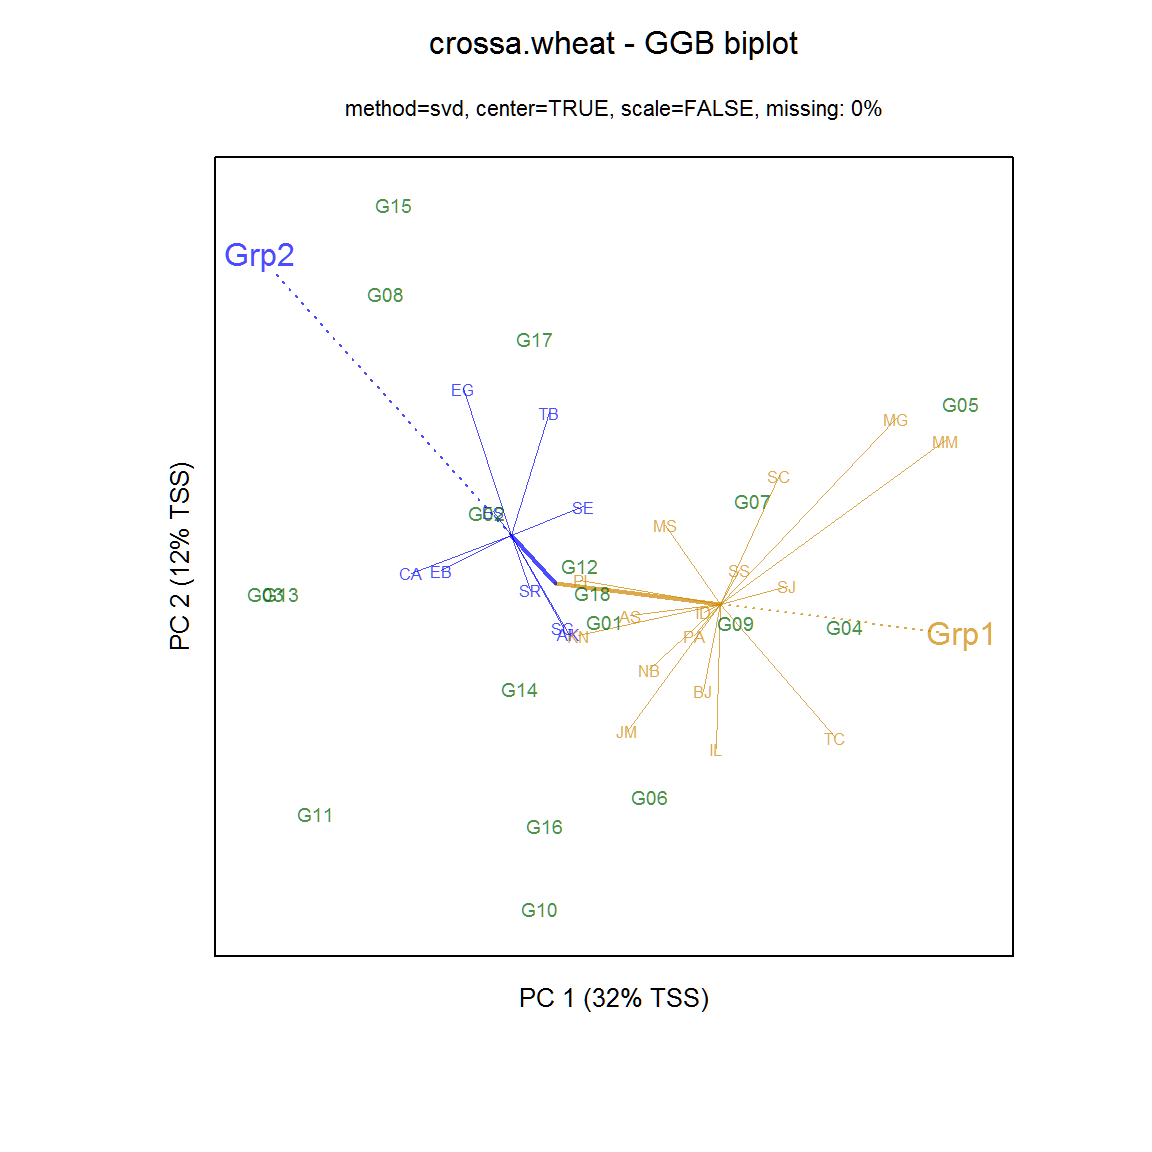 crossa.wheat - GGB biplot
method=svd, center=TRUE, scale=FALSE, missing: 0%
G15
Grp2
G08
G17
EG
TB
G05
MG
MM
SC
G07
SE
MS
G12
SS
CA
EB
SJ
SR
G13
G18
AS
G01
G09
G04
Grp1
PA
NB
G14
BJ
JM
TC
IL
G06
G11
G16
G10
PC 2 (12% TSS)
PC 1 (32% TSS)